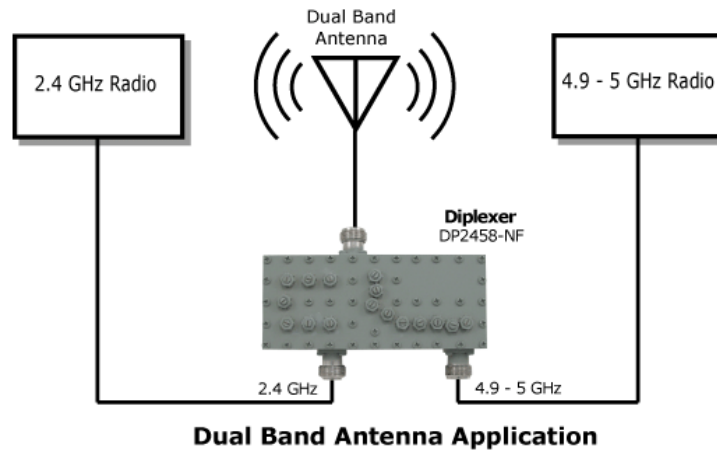 Dual Band
Antenna
2.4 GHz Radio
4.9 - 5 GHz Radio
Diplexer
DP2458-NF
2.4 GHz
4.9 - 5 GHz
Dual Band Antenna Application